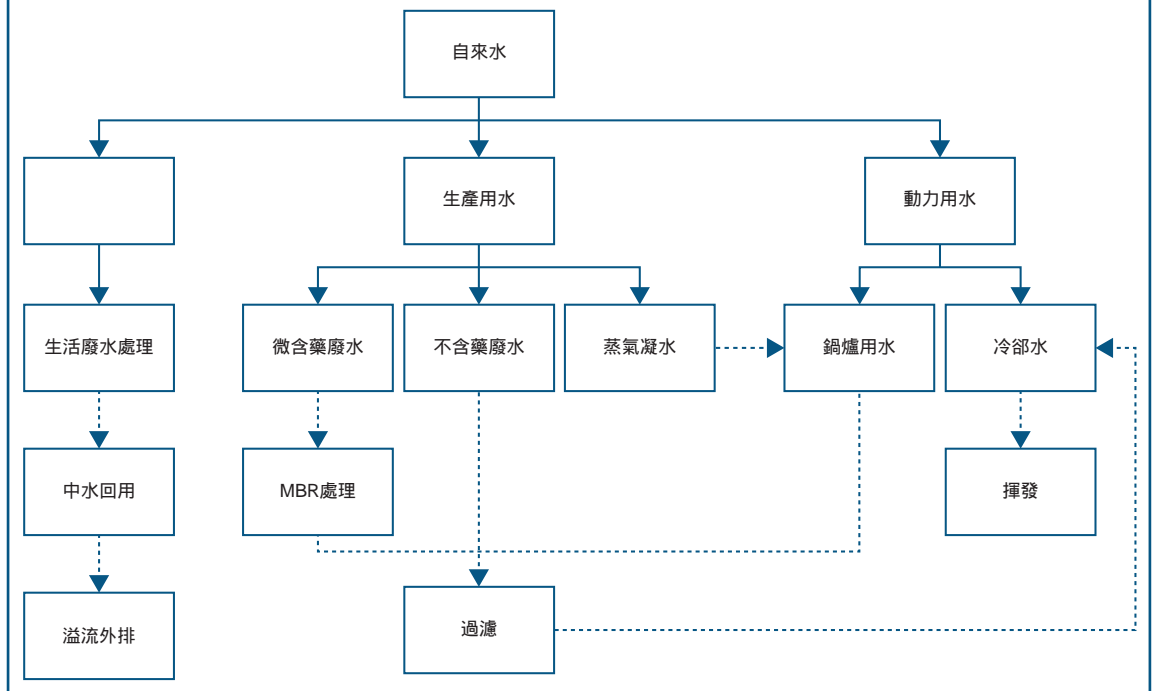 自來水
生產用水
動力用水
生活廢水處理
微含藥廢水
不含藥廢水
蒸氣凝水
鍋爐用水
冷卻水
中水回用
MBR處理
揮發
溢流外排
過濾